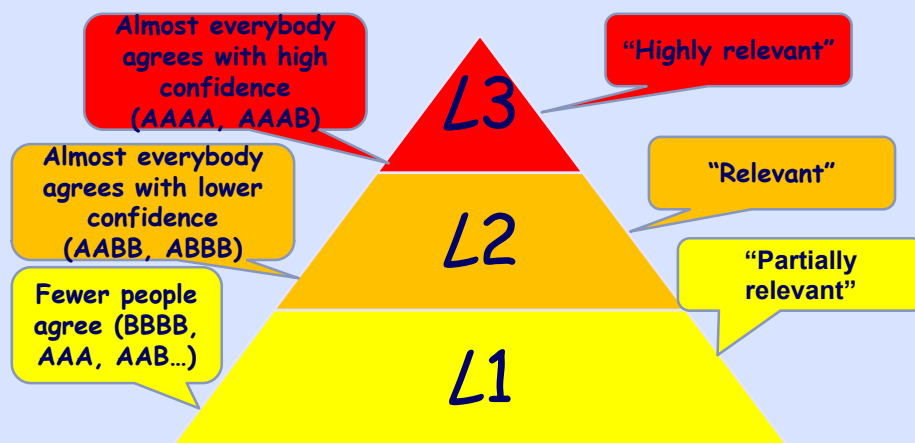 Almost everybody
agrees with high
confidence
(AAAA, AAAB)
“Highly relevant”
L3
Almost everybody
agrees with lower
confidence
(AABB, ABBB)
“Relevant”
L2
Fewer people
agree (BBBB,
AAA, AAB…)
“Partially
relevant”
L1